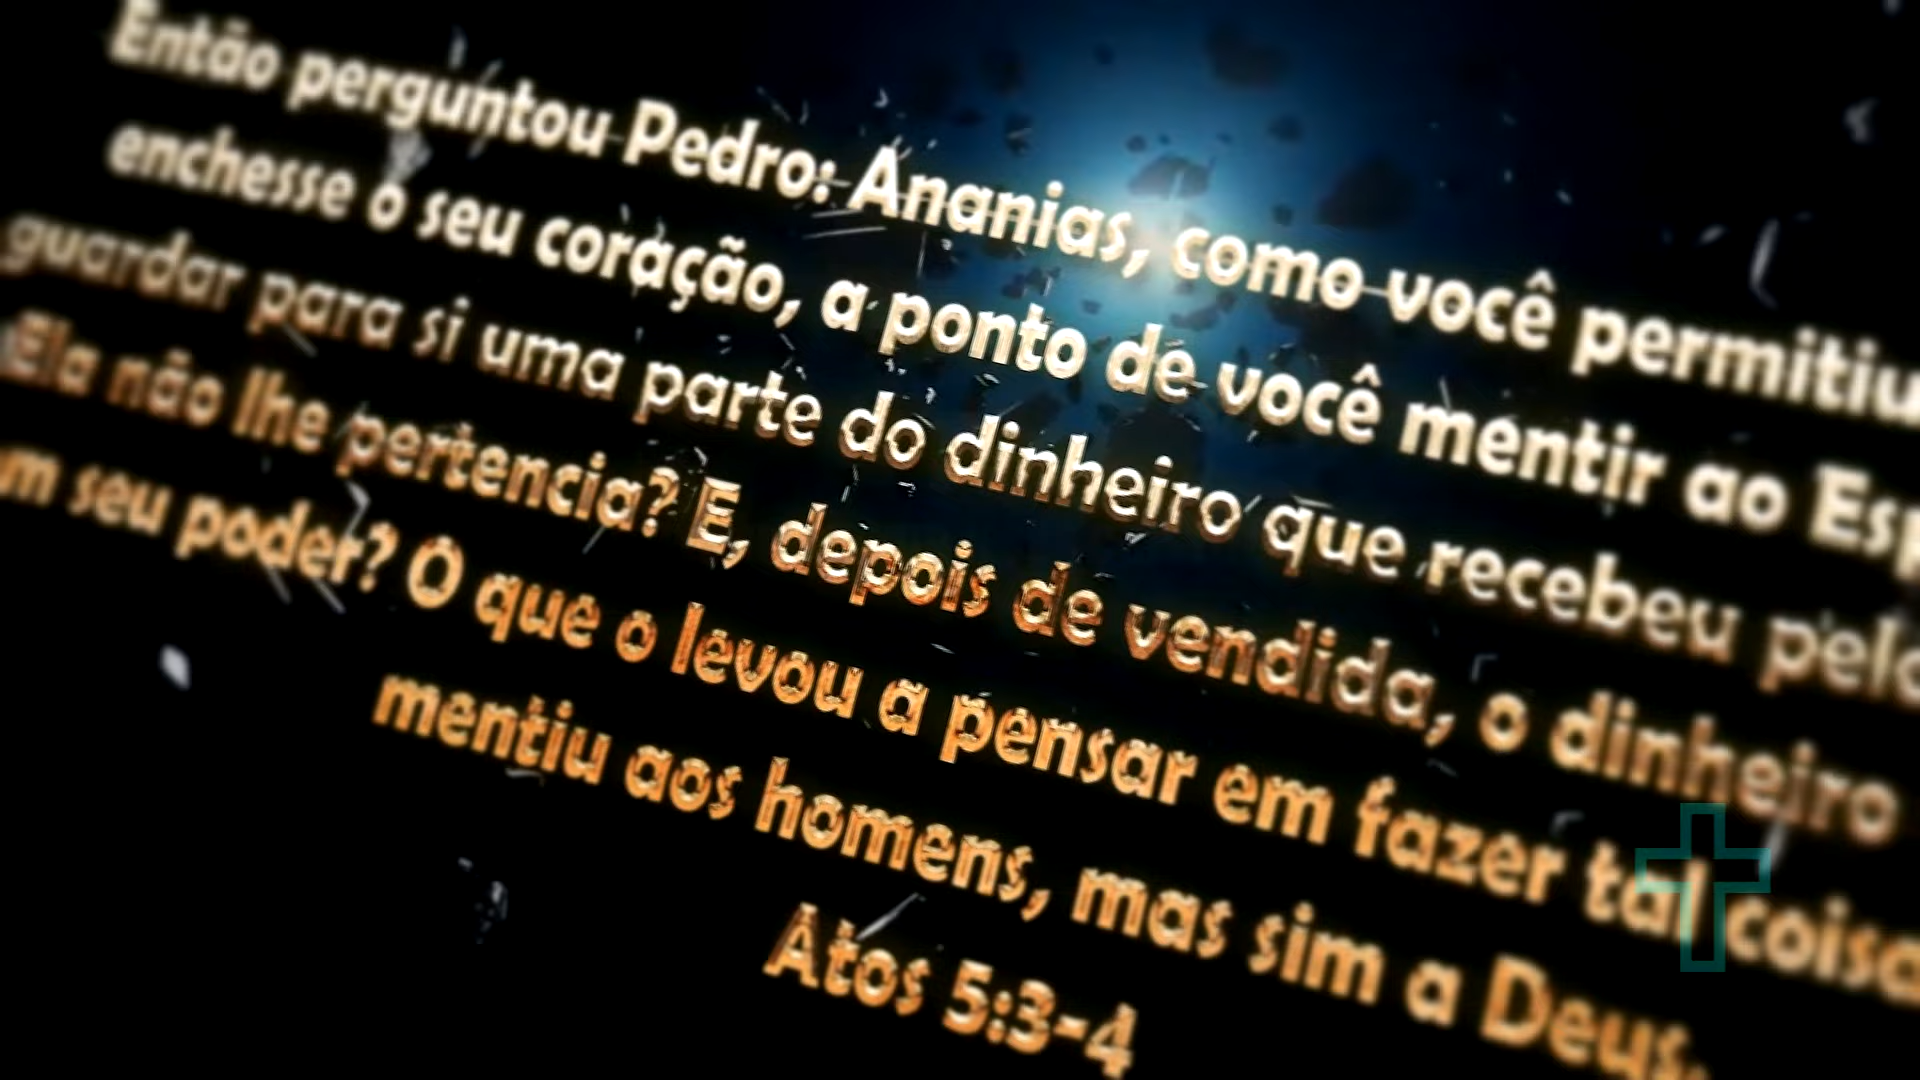 Então perguntou Pedro: Ananias, como você permitiu
enchesse o seu coração, a ponto de você mentir ao Esp
guardar para si uma parte do dinheiro que recebeu pelo
Ela não lhe pertencia? E, depois de vendida, o dinheiro
m seu poder? O que o levou a pensar em fazer tal coisa
mentiu aos homens, mas sim a Deus.
Atos 5:3-4